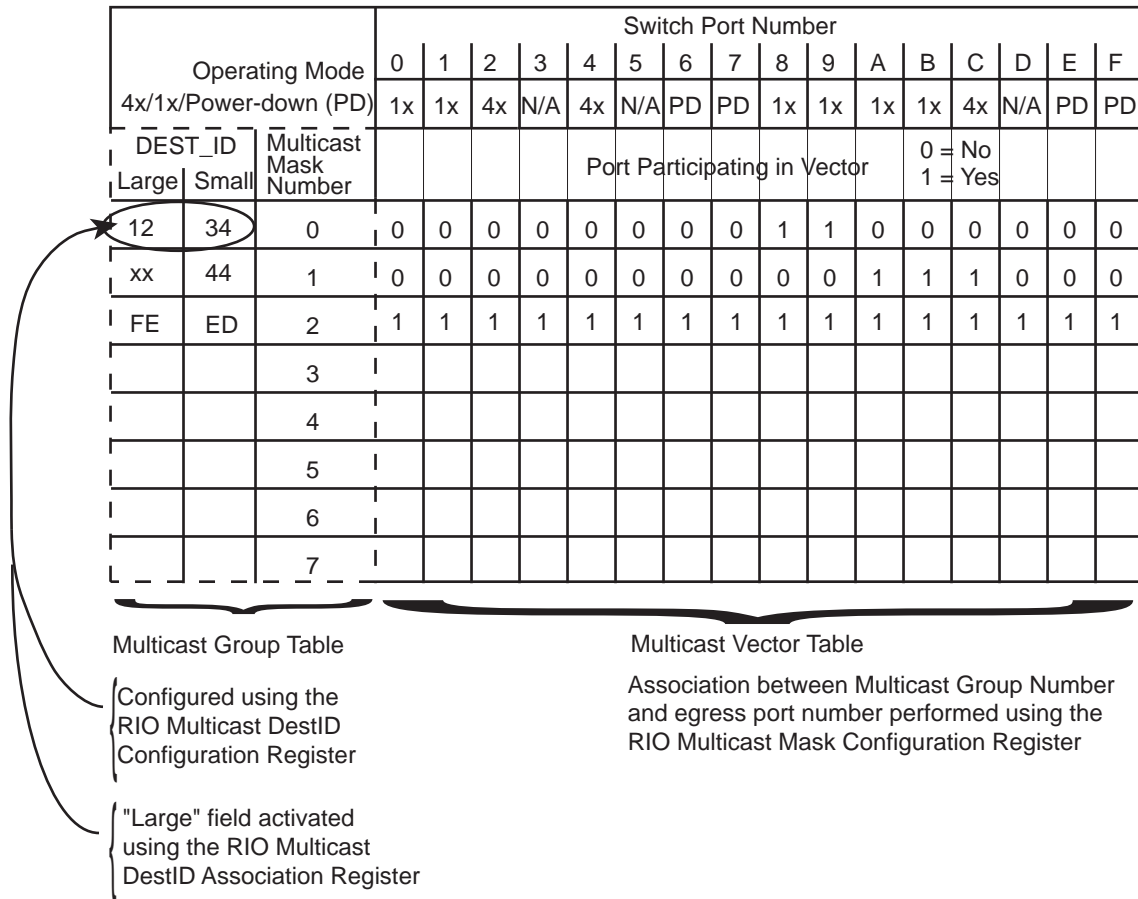 Switch Port Number
Operating Mode 0 1 2 3 4 5 6 7 8 9 A B C D E F
4x/1x/Power-down (PD) 1x 1x 4x N/A 4x N/A PD PD 1x 1x 1x 1x 4x N/A PD PD
DEST_ID
Large Small
Multicast
Mask
Number
Port Participating in Vector
0 = No
1 = Yes
12 34 0 0 0 0 0 0 0 0 0 1 1 0 0 0 0 0 0
xx 44 1 0 0 0 0 0 0 0 0 0 0 1 1 1 0 0 0
FE ED 2 1 1 1 1 1 1 1 1 1 1 1 1 1 1 1 1
3
4
5
6
7
Multicast Group Table
Configured using the
RIO Multicast DestID
Configuration Register
"Large" field activated
using the RIO Multicast
DestID Association Register
Multicast Vector Table
Association between Multicast Group Number
and egress port number performed using the
RIO Multicast Mask Configuration Register